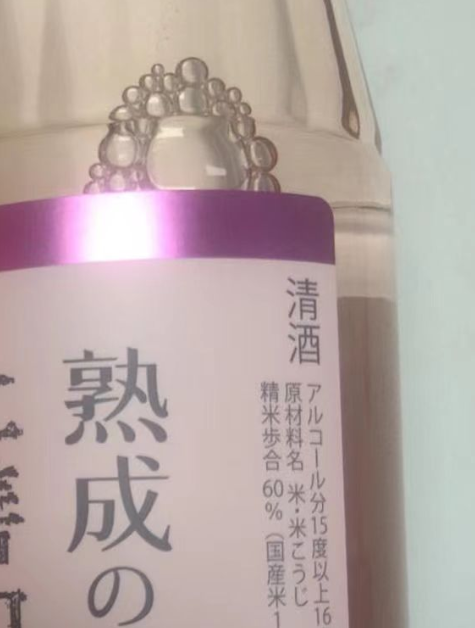 清酒
アルコール分15度以上16
原材料名 米・米こうじ
精米歩合 60%（国産米1
熟成の